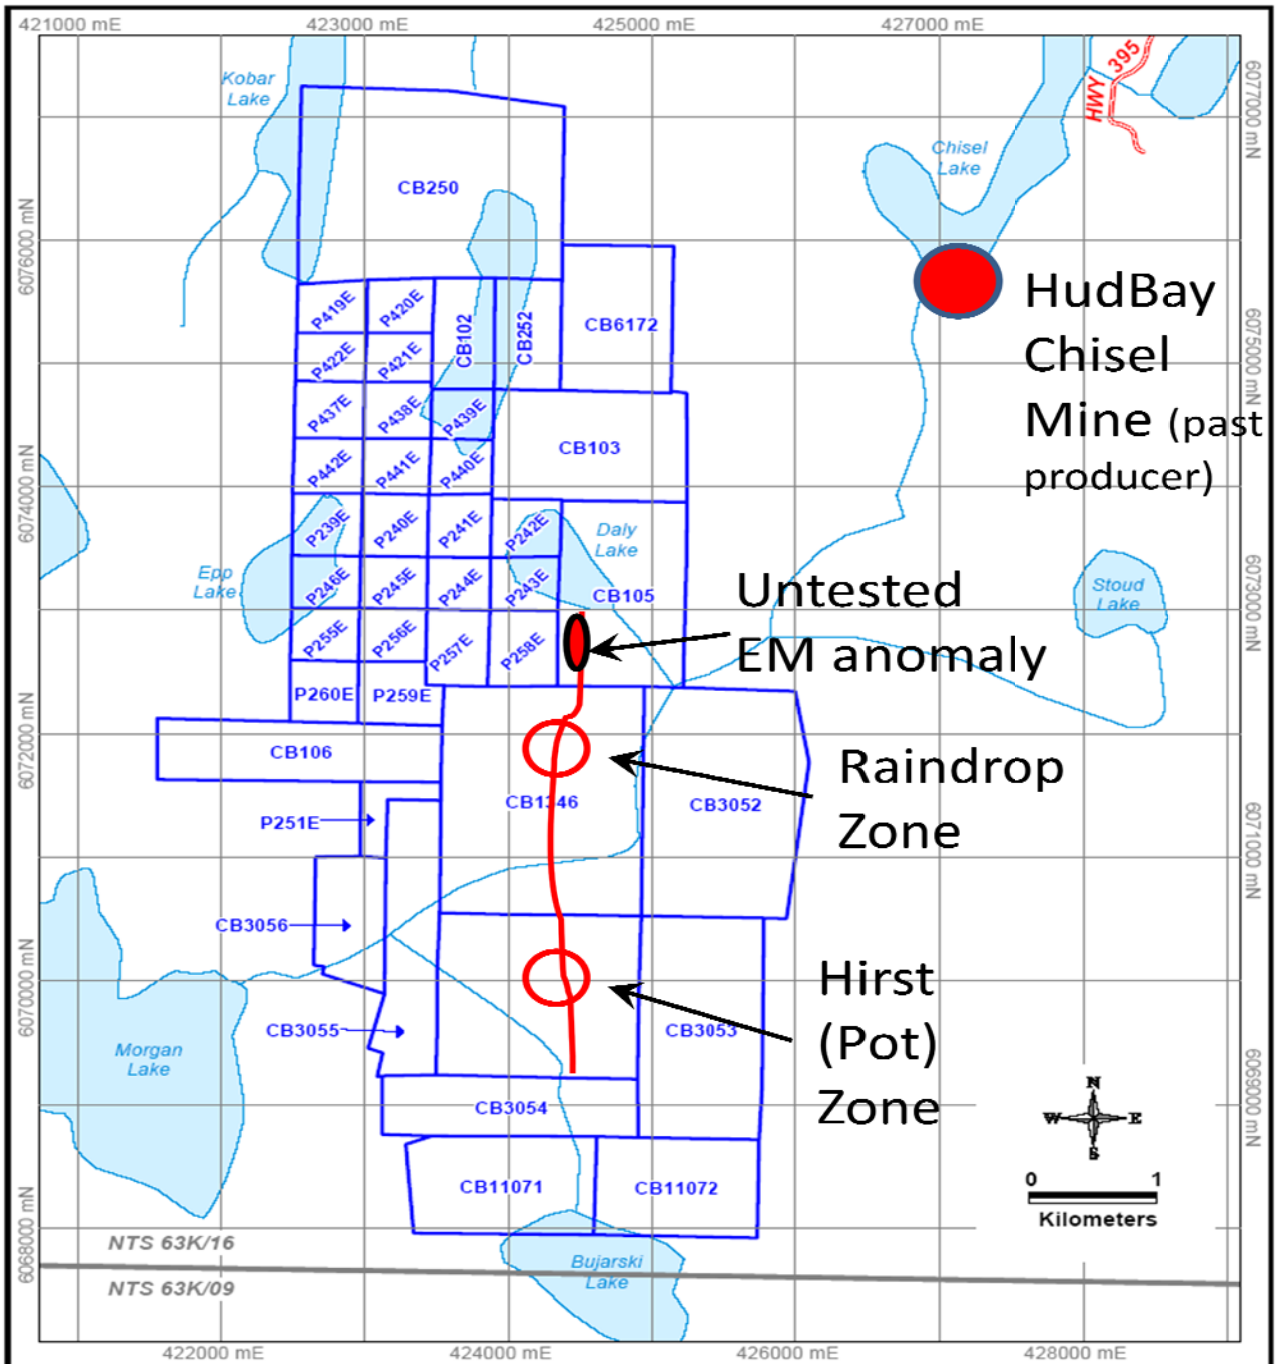 421000 mE
423000 mE
425000 mE
427000 mE
Kobar
Lake
HWY 395
6077000 mN
Chisel
Lake
CB250
6076000 mN
HudBay
Chisel
Mine (past
producer)
P419E
P420E
CB102
CB252
CB6172
P422E
P421E
6075000 mN
P437E
P438E
P439E
CB103
P442E
P441E
P440E
6074000 mN
P239E
P240E
P241E
P242E
Daly
Lake
Epp
Lake
P246E
P245E
P244E
P243E
CB105
Stoud
Lake
6073000 mN
Untested
EM anomaly
P255E
P256E
P257E
P258E
P260E
P259E
6072000 mN
CB106
Raindrop
Zone
CB1346
CB3052
P251E
6071000 mN
CB3056
Hirst
(Pot)
Zone
6070000 mN
CB3055
CB3053
Morgan
Lake
CB3054
6069000 mN
N
W
E
S
CB11071
CB11072
0
1
Kilometers
6068000 mN
NTS 63K/16
Bujarski
Lake
NTS 63K/09
422000 mE
424000 mE
426000 mE
428000 mE